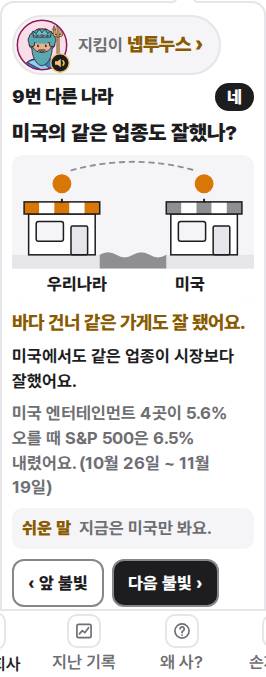 지킴이 넵투누스 ›
9번 다른 나라
네
미국의 같은 업종도 잘했나?
우리나라
미국
바다 건너 같은 가게도 잘 됐어요.
미국에서도 같은 업종이 시장보다
잘했어요.
미국 엔터테인먼트 4곳이 5.6%
오를 때 S&P 500은 6.5%
내렸어요. (10월 26일 ~ 11월
19일)
쉬운 말 지금은 미국만 봐요.
‹ 앞 불빛
다음 불빛 ›
지난 기록
왜 사?